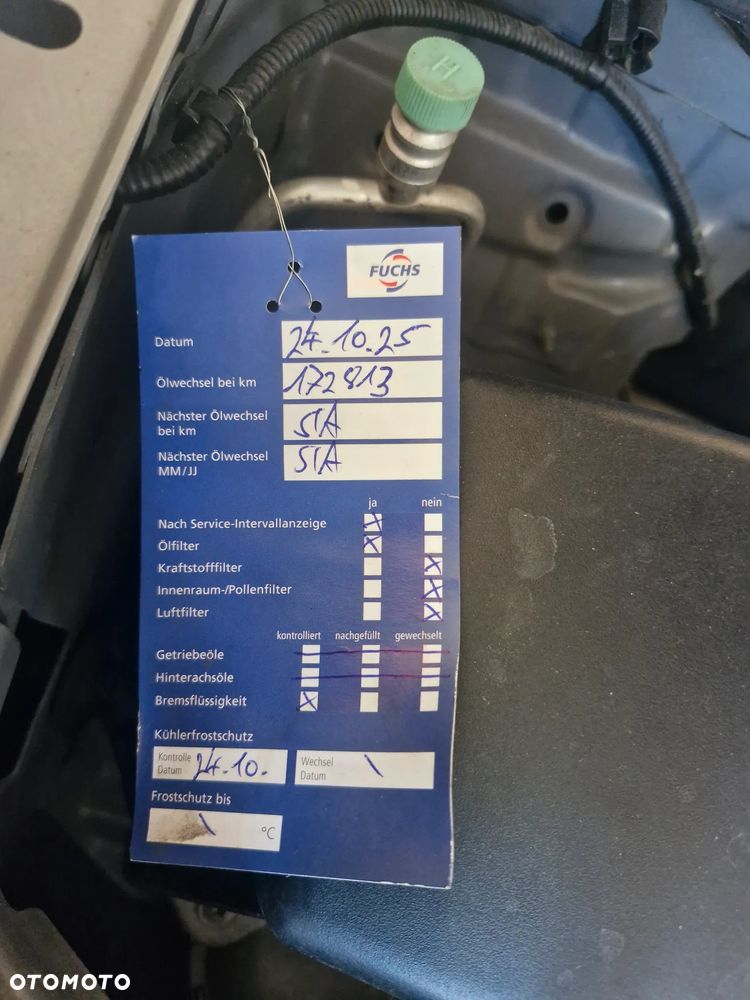 H
FUCHS
Datum 24.10.25
Ölwechsel bei km 172813
Nächster Ölwechsel
bei km SIA
Nächster Ölwechsel
MM/JJ SIA
ja nein
Nach Service-Intervallanzeige
Ölfilter
Kraftstofffilter
Innenraum-/Pollenfilter
Luftfilter
kontrolliert nachgefüllt gewechselt
Getriebeöle
Hinterachsöle
Bremsflüssigkeit
Kühlerfrostschutz
Kontrolle
Datum 24.10.
Wechsel
Datum \
Frostschutz bis
\ °C
OTOMOTO